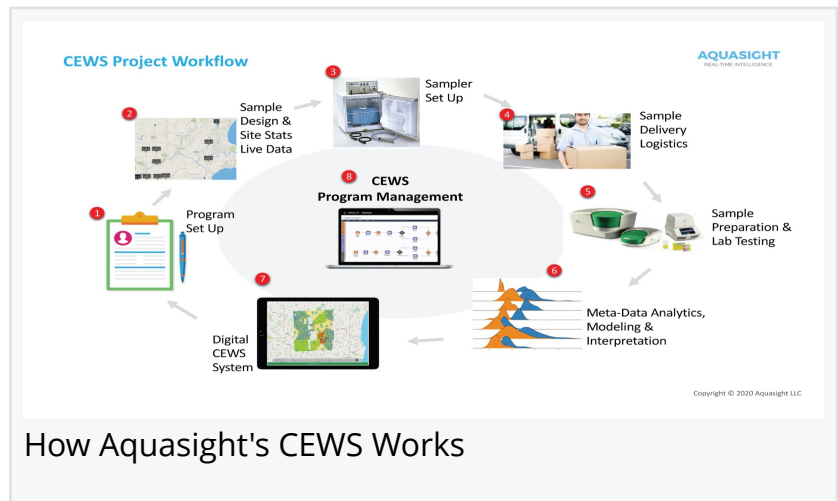 CEWS Project Workflow
AQUASIGHT
REAL-TIME INTELLIGENCE
1
Program
Set Up
2
Sample
Design &
Site Stats
Live Data
3
Sampler
Set Up
4
Sample
Delivery
Logistics
5
Sample
Preparation &
Lab Testing
6
Meta-Data Analytics,
Modeling &
Interpretation
7
Digital
CEWS
System
8
CEWS
Program Management
Copyright © 2020 Aquasight LLC
How Aquasight's CEWS Works